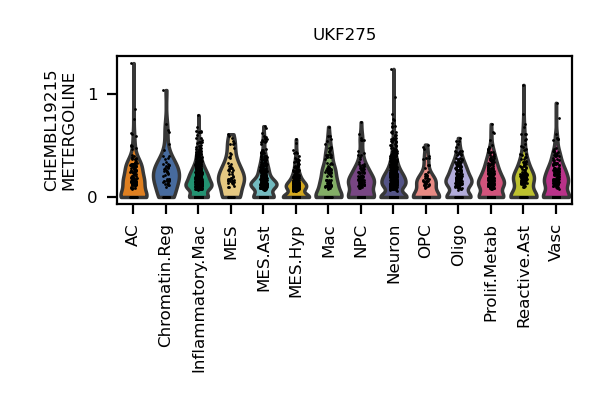 UKF275
CHEMBL19215
METERGOLINE
1
0
AC
Chromatin.Reg
Inflammatory.Mac
MES
MES.Ast
MES.Hyp
Mac
NPC
Neuron
OPC
Oligo
Prolif.Metab
Reactive.Ast
Vasc